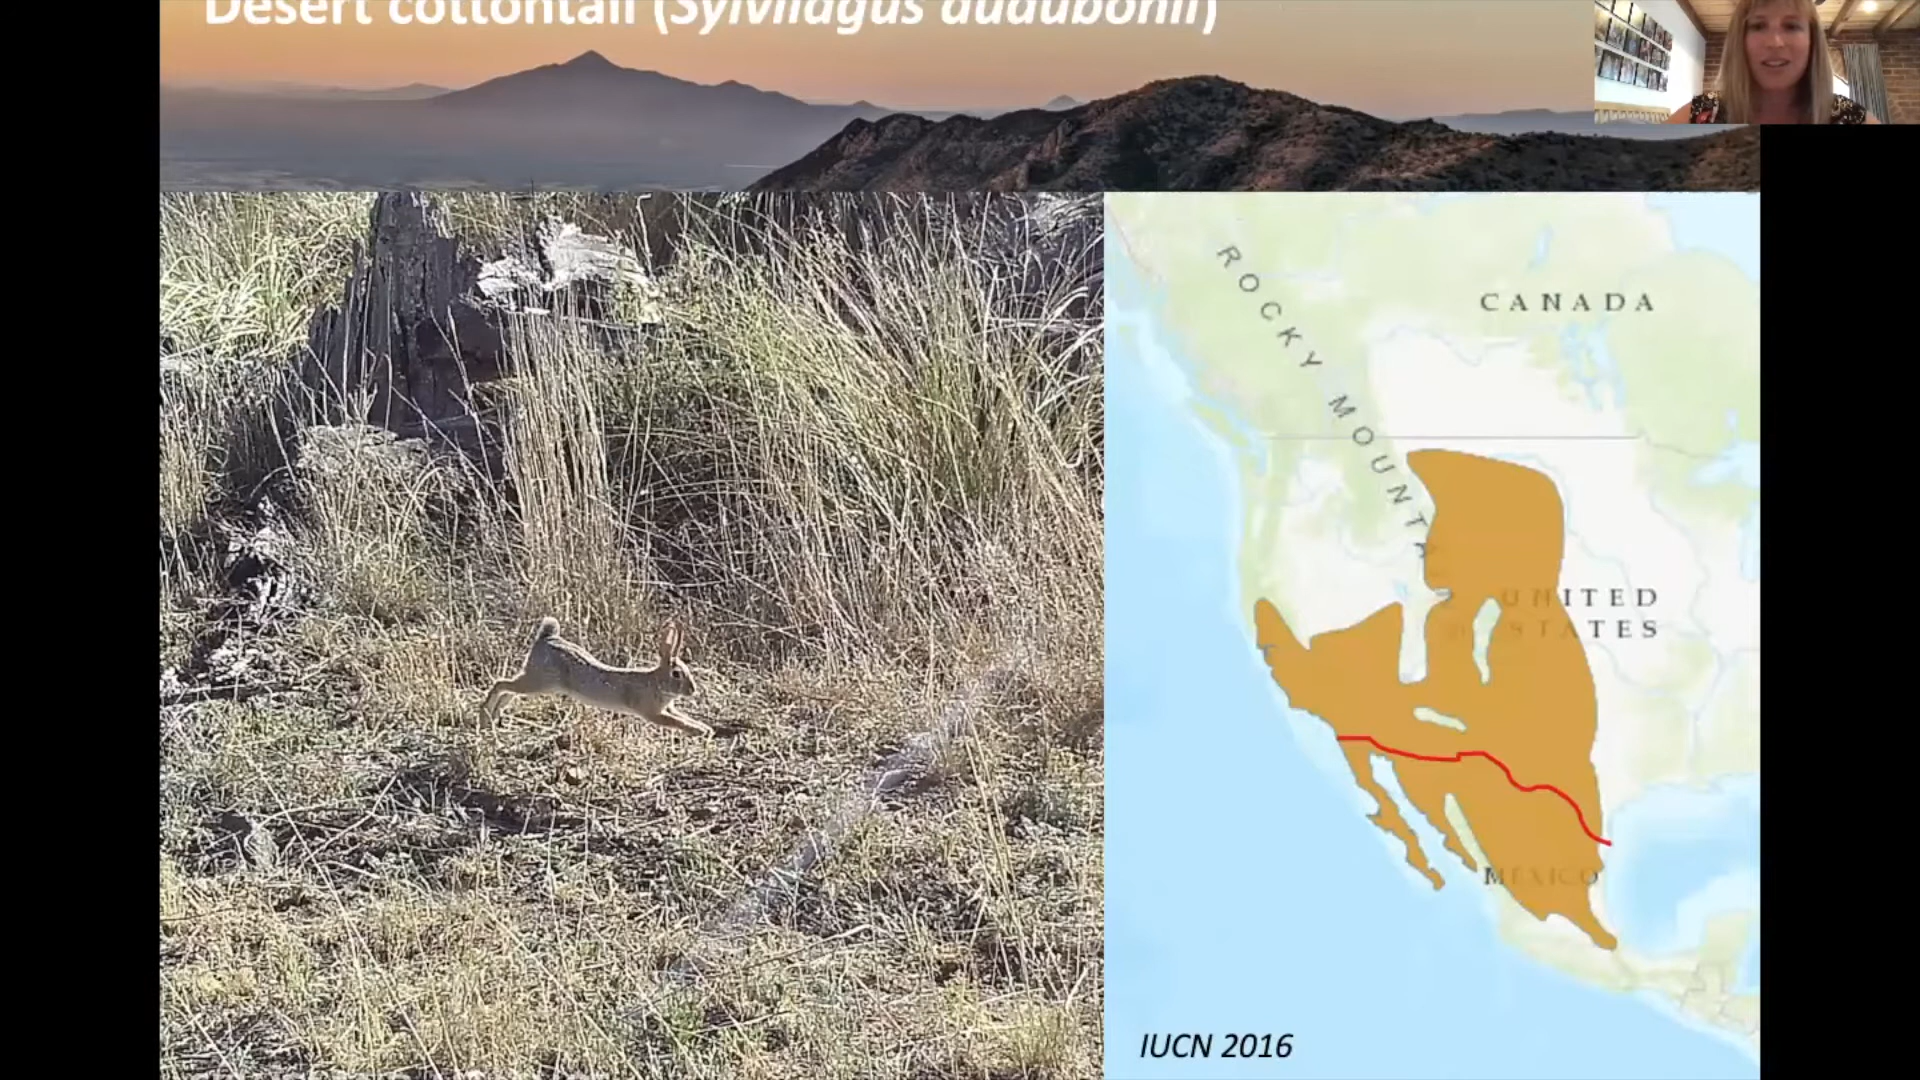 Desert cottontail (Sylvilagus audubonii)
ROCKY MOUNTA
CANADA
UNITED
STATES
MEXICO
IUCN 2016